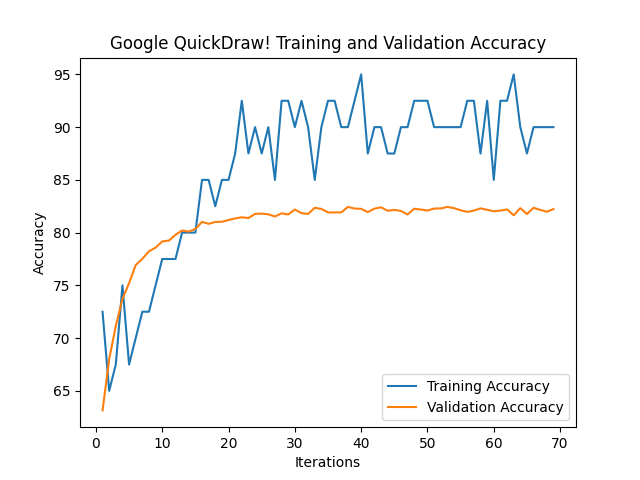 Google QuickDraw! Training and Validation Accuracy
95
90
85
80
75
70
65
Accuracy
Training Accuracy
Validation Accuracy
0 10 20 30 40 50 60 70
Iterations